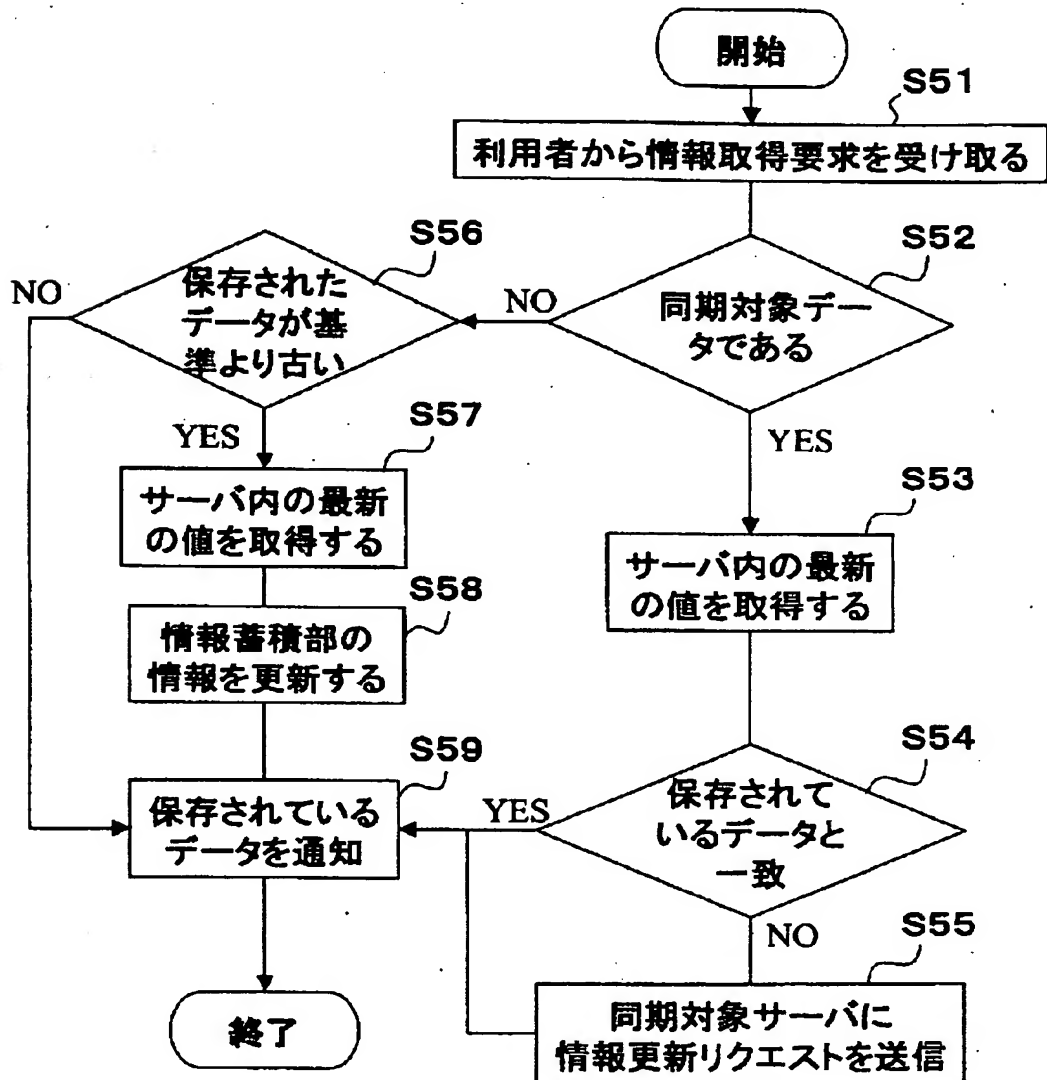 開始
S51
利用者から情報取得要求を受け取る
S52
同期対象デー
タである
NO
YES
S56
保存された
データが基
準より古い
NO
YES
S57
サーバ内の最新
の値を取得する
S53
サーバ内の最新
の値を取得する
S58
情報蓄積部の
情報を更新する
S54
保存されて
いるデータと
一致
YES
NO
S59
保存されている
データを通知
S55
同期対象サーバに
情報更新リクエストを送信
終了